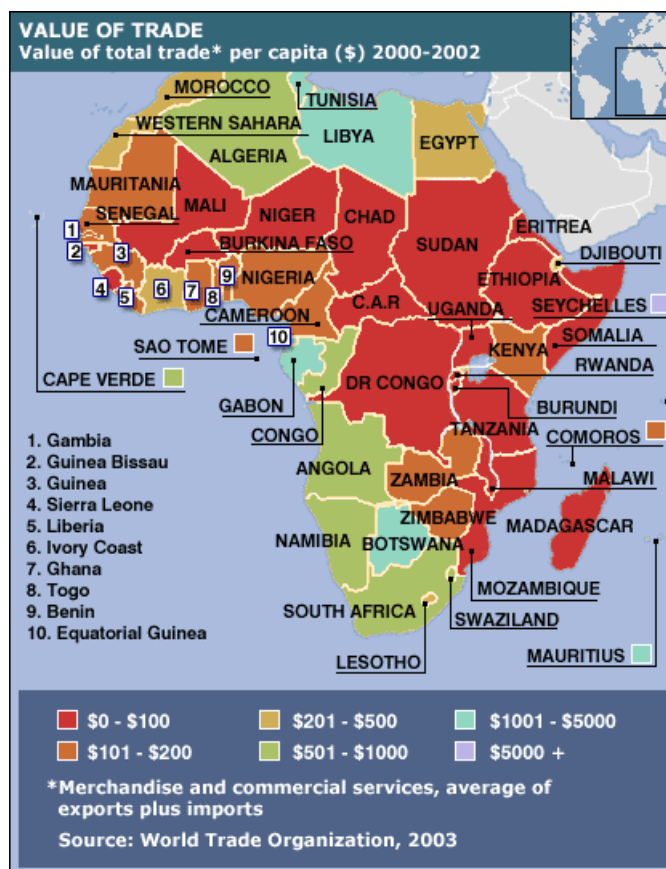 VALUE OF TRADE
Value of total trade* per capita ($) 2000-2002
MOROCCO
TUNISIA
WESTERN SAHARA
LIBYA
EGYPT
ALGERIA
MAURITANIA
SENEGAL
MALI
NIGER
CHAD
SUDAN
ERITREA
1
2
3
BURKINA FASO
DJIBOUTI
NIGERIA
ETHIOPIA
4
5
6
7
8
9
C.A.R
UGANDA
SEYCHELLES
CAMEROON
10
SOMALIA
SAO TOME
KENYA
RWANDA
CAPE VERDE
DR CONGO
GABON
BURUNDI
CONGO
TANZANIA
COMOROS
ANGOLA
ZAMBIA
MALAWI
ZIMBABWE
MADAGASCAR
NAMIBIA
BOTSWANA
MOZAMBIQUE
SOUTH AFRICA
SWAZILAND
LESOTHO
MAURITIUS
1. Gambia
2. Guinea Bissau
3. Guinea
4. Sierra Leone
5. Liberia
6. Ivory Coast
7. Ghana
8. Togo
9. Benin
10. Equatorial Guinea
$0 - $100
$201 - $500
$1001 - $5000
$101 - $200
$501 - $1000
$5000 +
*Merchandise and commercial services, average of
exports plus imports
Source: World Trade Organization, 2003